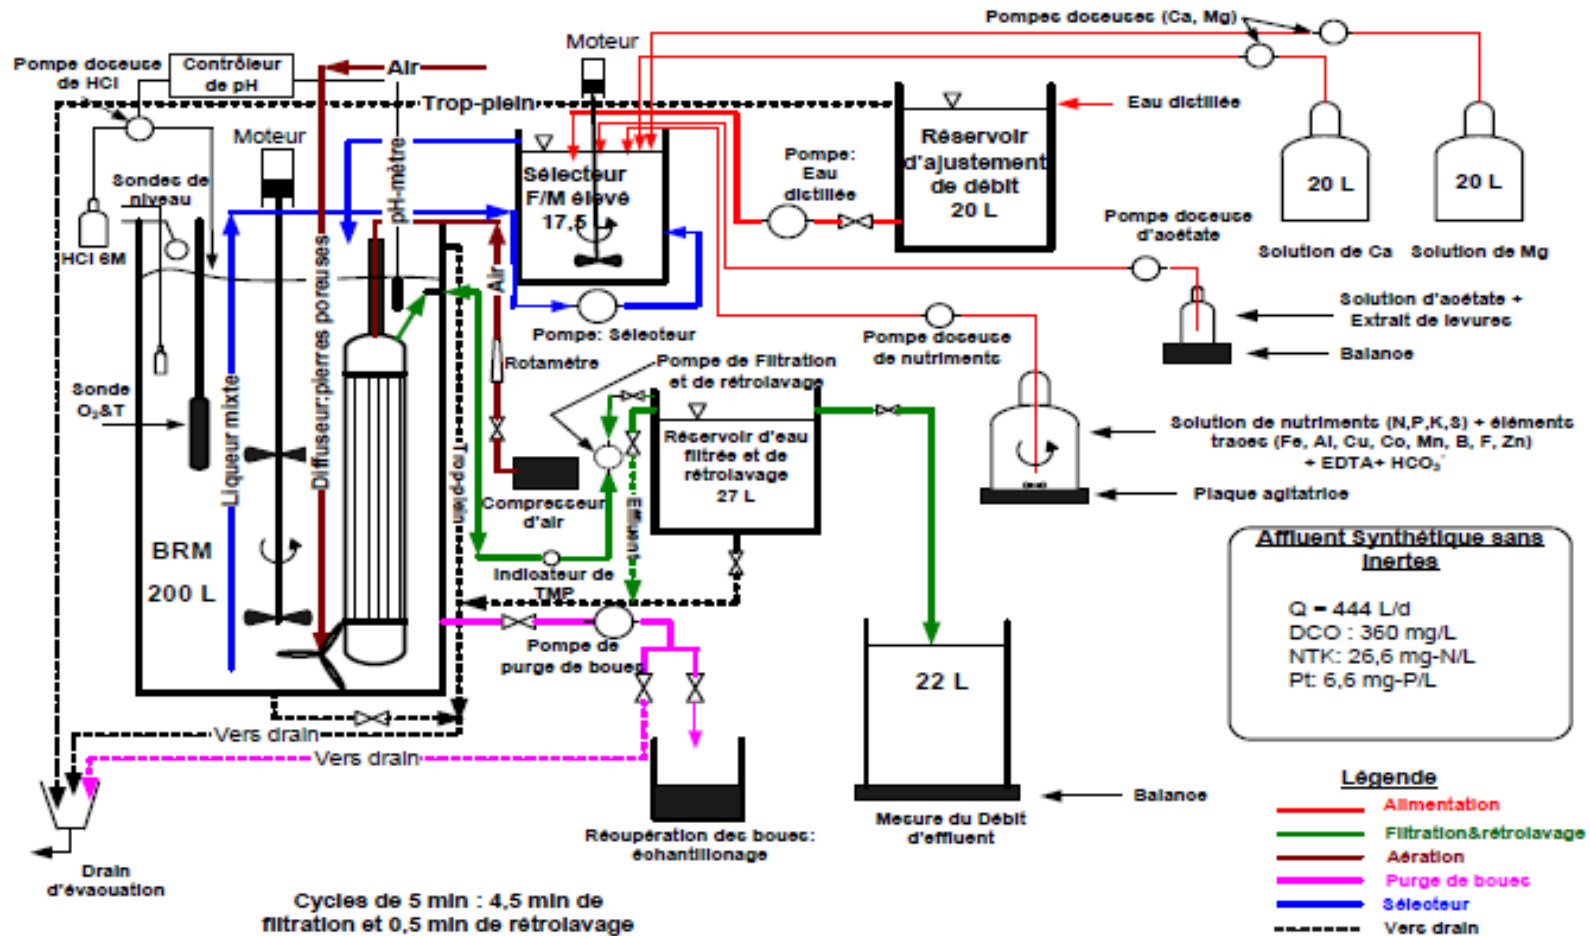 Pompes doseuses (Ca, Mg)
Moteur
Pompe doseuse
de HCl
Contrôleur
de pH
Air
Trop-plein
Eau distillée
Moteur
Réservoir
d'ajustement
de débit
20 L
Pompe:
Eau
distillée
Sélecteur
F/M élevé
17,5
20 L
20 L
Sondes de
niveau
pH-mètre
Pompe doseuse
d'acétate
Solution de Ca
Solution de Mg
HCl 6M
Air
Solution d'acétate +
Extrait de levures
Pompe: Sélecteur
Pompe doseuse
de nutriments
Balance
Rotamètre
Pompe de Filtration
et de rétrolavage
Sonde
O₂&T
Liqueur mixte
Diffuseur:pierres poreuses
Trop-plein
Réservoir d'eau
filtrée et de
rétrolavage
27 L
Solution de nutriments (N,P,K,S) + éléments
traces (Fe, Al, Cu, Co, Mn, B, F, Zn)
+ EDTA+ HCO₃⁻
Compresseur
d'air
Effluent
Plaque agitatrice
BRM
200 L
Indicateur de
TMP
Affluent Synthétique sans
Inertes
Q = 444 L/d
DCO : 360 mg/L
NTK: 26,6 mg-N/L
Pt: 6,6 mg-P/L
Pompe de
purge de boues
22 L
Vers drain
Vers drain
Légende
Alimentation
Filtration&rétrolavage
Aération
Purge de boues
Sélecteur
Vers drain
Balance
Mesure du Débit
d'effluent
Récupération des boues:
échantillonage
Drain
d'évacuation
Cycles de 5 min : 4,5 min de
filtration et 0,5 min de rétrolavage